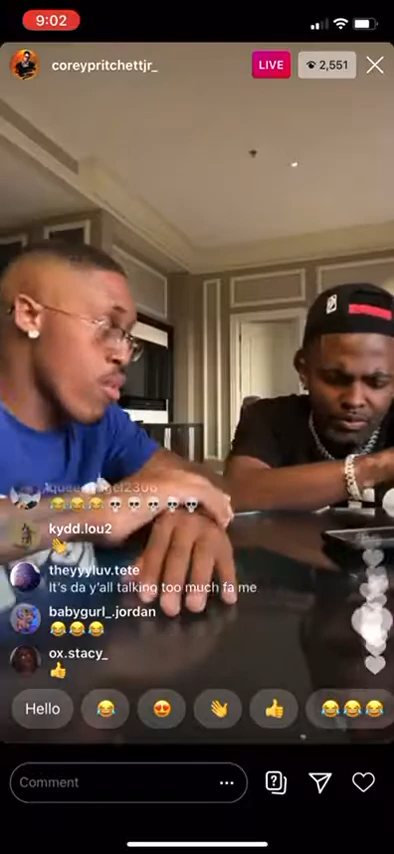 9:02
coreypritchettjr_
LIVE
2,551
😂😂😂💀💀💀💀💀
kydd.lou2
👋
theyyyluv.tete
It's da y'all talking too much fa me
babygurl_.jordan
😂😂😂
ox.stacy_
👍
Hello 😂 😍 👋 👍 😂😂😂
Comment